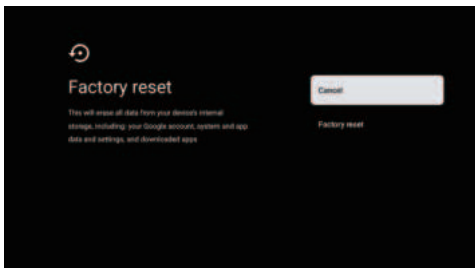 Factory reset
This will erase all data from your device's internal
storage, including: your Google account, system and app
data and settings, and downloaded apps
Cancel
Factory reset